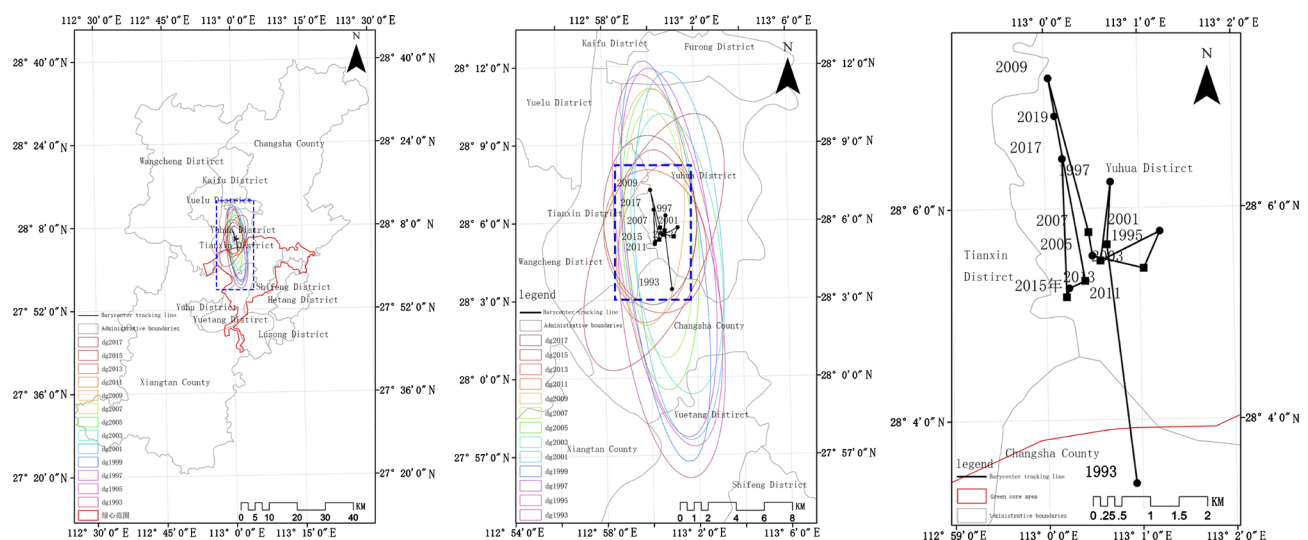 112° 30′0″E 112° 45′0″E 113° 0′0″E 113° 15′0″E 113° 30′0″E
N
28° 40′0″N
28° 40′0″N
28° 24′0″N
28° 24′0″N
28° 8′0″N
28° 8′0″N
27° 52′0″N
27° 52′0″N
27° 36′0″N
27° 36′0″N
27° 20′0″N
27° 20′0″N
Changsha County
Wangcheng Distirct
Kaifu District
Yuelu District
Yuhua District
Tianxin District
Shifeng District
Hetang District
Yuhu District
Yuetang District
Lusong District
Xiangtan County
Barycenter tracking line
Administrative boundaries
dg2017
dg2015
dg2013
dg2011
dg2009
dg2007
dg2005
dg2003
dg2001
dg1999
dg1997
dg1995
dg1993
绿心范围
KM
0 5 10 20 30 40
112° 30′0″E 112° 45′0″E 113° 0′0″E 113° 15′0″E
112° 58′0″E 113° 2′0″E 113° 6′0″E
Kaifu District
Furong District
N
28° 12′0″N
28° 12′0″N
Yuelu District
28° 9′0″N
28° 9′0″N
Yuhua District
2009
2017
1997
Tianxin District
2007
2001
28° 6′0″N
28° 6′0″N
2015
2011
Wangcheng District
1993
28° 3′0″N
28° 3′0″N
legend
Barycenter tracking line
Administrative boundaries
Changsha County
dg2017
dg2015
dg2013
dg2011
dg2009
dg2007
dg2005
dg2003
dg2001
dg1999
dg1997
dg1995
dg1993
28° 0′0″N
28° 0′0″N
Yuetang Distirct
Xiangtan County
27° 57′0″N
27° 57′0″N
Shifeng District
KM
0 1 2 4 6 8
112° 54′0″E 112° 58′0″E 113° 2′0″E 113° 6′0″E
113° 0′0″E 113° 1′0″E 113° 2′0″E
N
2009
2019
2017
1997
Yuhua Distirct
28° 6′0″N
28° 6′0″N
2007
2001
2005
1995
2003
Tianxin
Distirct
2013
2015年
2011
28° 4′0″N
28° 4′0″N
Changsha County
legend
1993
Barycenter tracking line
Green core area
Administrative boundaries
KM
0.25.5 1 1.5 2
112° 59′0″E 113° 0′0″E 113° 1′0″E 113° 2′0″E